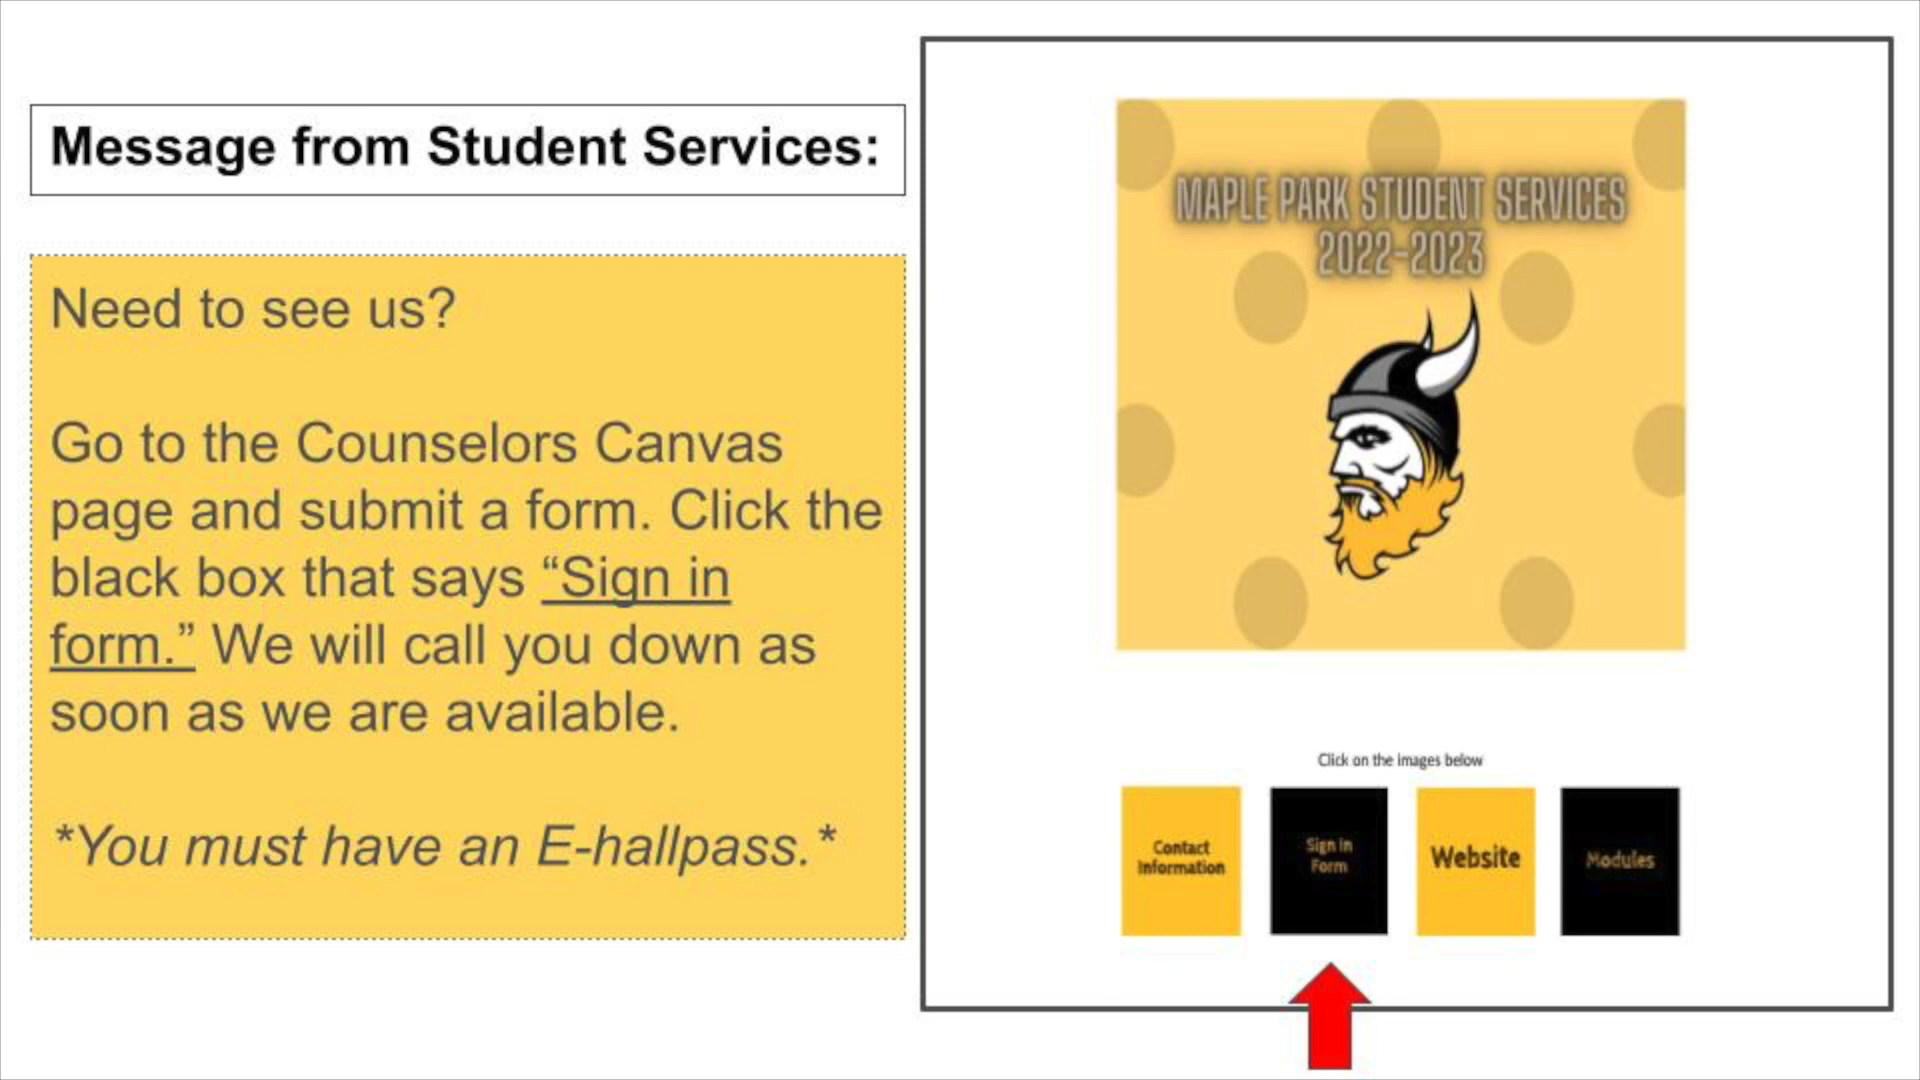 Message from Student Services:
Need to see us?
Go to the Counselors Canvas
page and submit a form. Click the
black box that says “Sign in
form.” We will call you down as
soon as we are available.
*You must have an E-hallpass.*
MAPLE PARK STUDENT SERVICES
2022-2023
Click on the images below
Contact
Information
Sign In
Form
Website
Modules